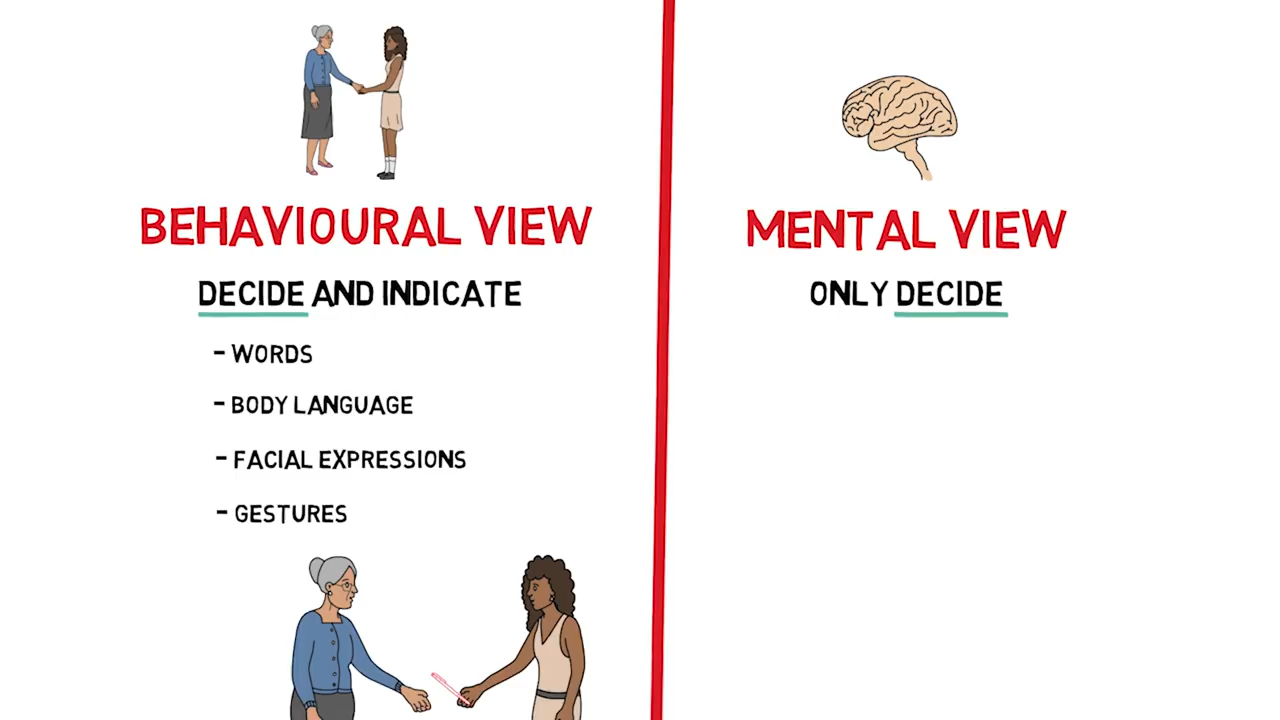 BEHAVIOURAL VIEW
DECIDE AND INDICATE
- WORDS
- BODY LANGUAGE
- FACIAL EXPRESSIONS
- GESTURES
MENTAL VIEW
ONLY DECIDE